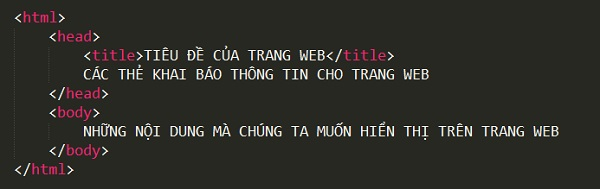 <html>
<head>
<title>TIÊU ĐỀ CỦA TRANG WEB</title>
CÁC THẺ KHAI BÁO THÔNG TIN CHO TRANG WEB
</head>
<body>
NHỮNG NỘI DUNG MÀ CHÚNG TA MUỐN HIỂN THỊ TRÊN TRANG WEB
</body>
</html>